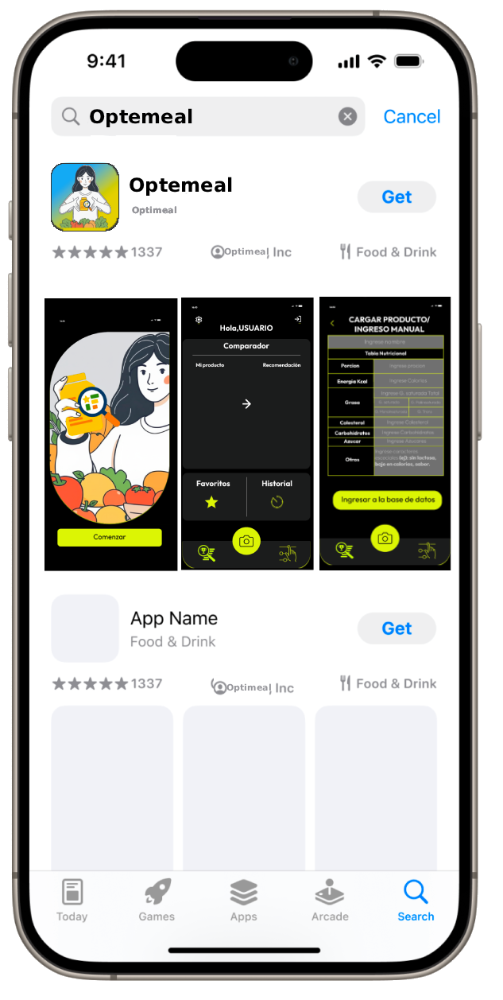 9:41
Optemeal
Cancel
Optemeal
Optimeal
Get
1337
Optimeal Inc
Food & Drink
Comenzar
Hola,USUARIO
Comparador
Mi producto
Recomendación
Favoritos
Historial
CARGAR PRODUCTO/
INGRESO MANUAL
Ingrese nombre
Tabla Nutricional
Porcion
Energia Kcal
Ingrese Calorias
Grasa
Ingrese G. saturada Total
Colesterol
Ingrese Colesterol
Carbohidratos
Ingrese Carbohidratos
Azucar
Ingrese Azucares
Otros
Ingrese caracteres
especiales (ej): sin lactosa,
bajo en calorias, sabor.
Ingresar a la base de datos
App Name
Food & Drink
Get
1337
Optimeal Inc
Food & Drink
Today
Games
Apps
Arcade
Search